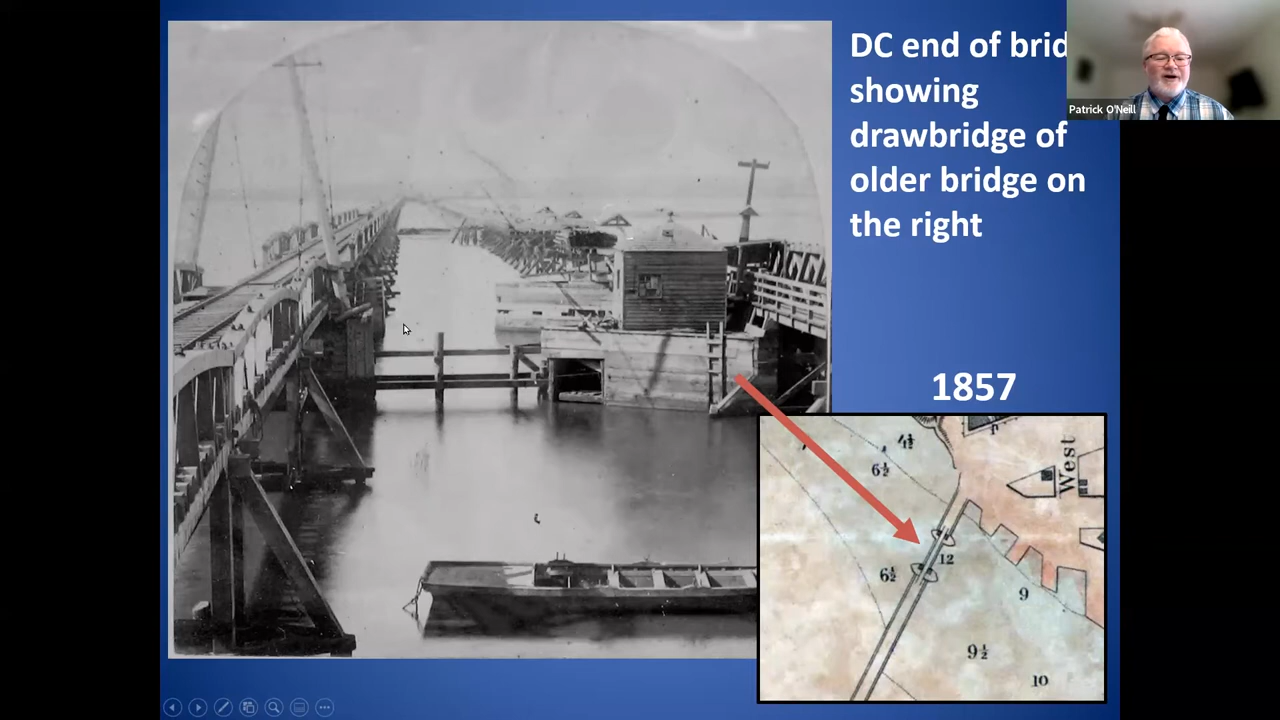 DC end of brid
showing
drawbridge of
older bridge on
the right
Patrick O'Neill
1857
4½
6½
West
12
6½
9
9½
10